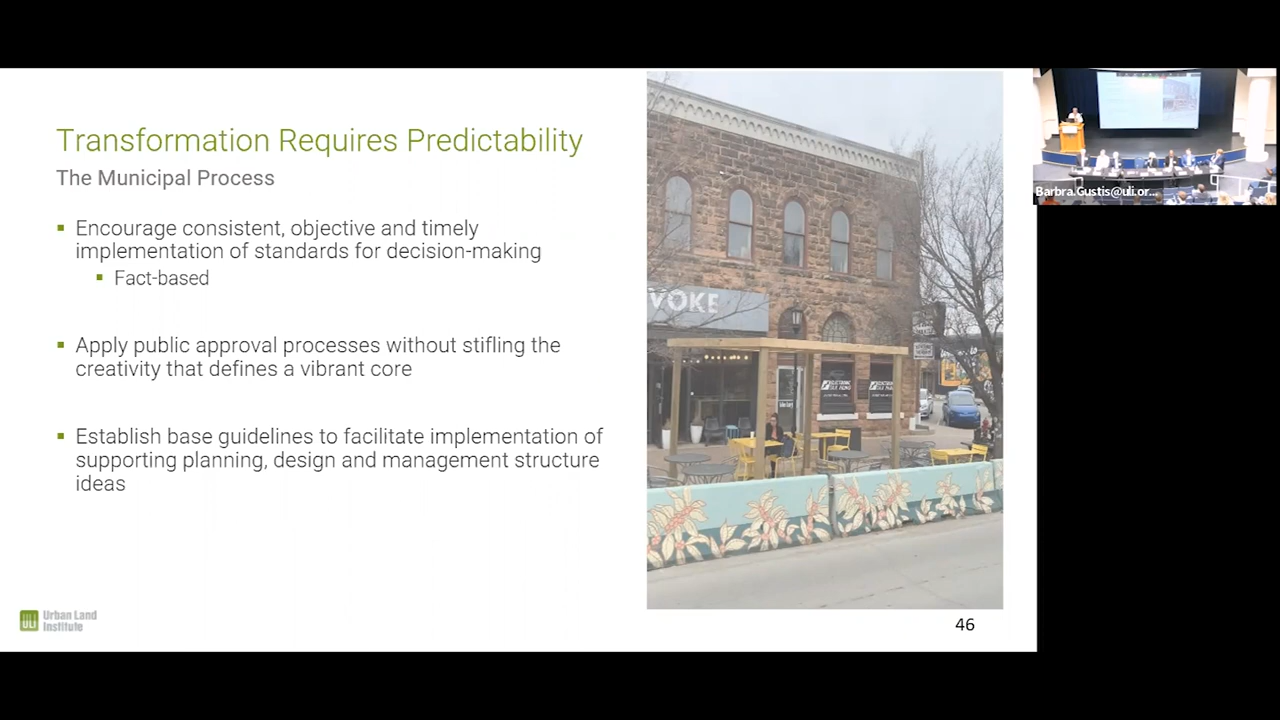 Transformation Requires Predictability
The Municipal Process
Encourage consistent, objective and timely
implementation of standards for decision-making
Fact-based
Apply public approval processes without stifling the
creativity that defines a vibrant core
Establish base guidelines to facilitate implementation of
supporting planning, design and management structure
ideas
ULI Urban Land
Institute
VOKE
46
Barbra.Gustis@uli.or...